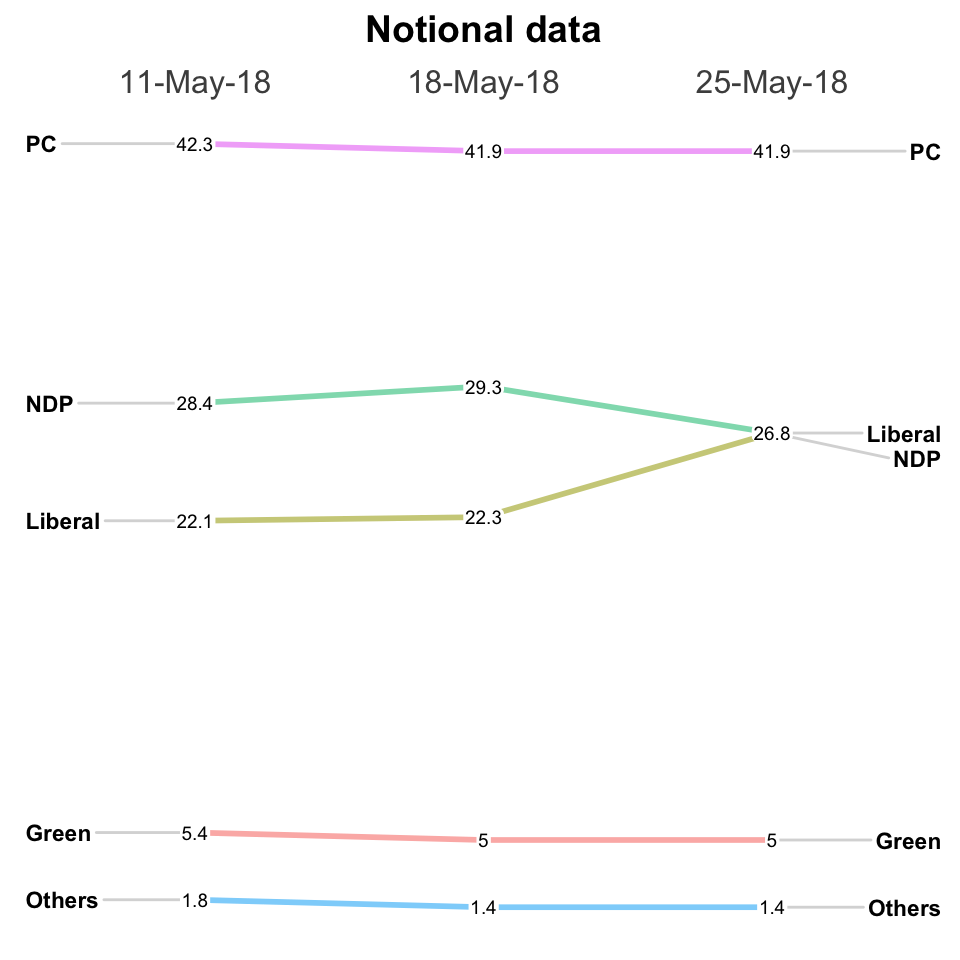 Notional data
11-May-18 18-May-18 25-May-18
PC 42.3 41.9 41.9 PC
29.3
NDP 28.4
26.8 Liberal
NDP
Liberal 22.1 22.3
Green 5.4 5 5 Green
Others 1.8 1.4 1.4 Others